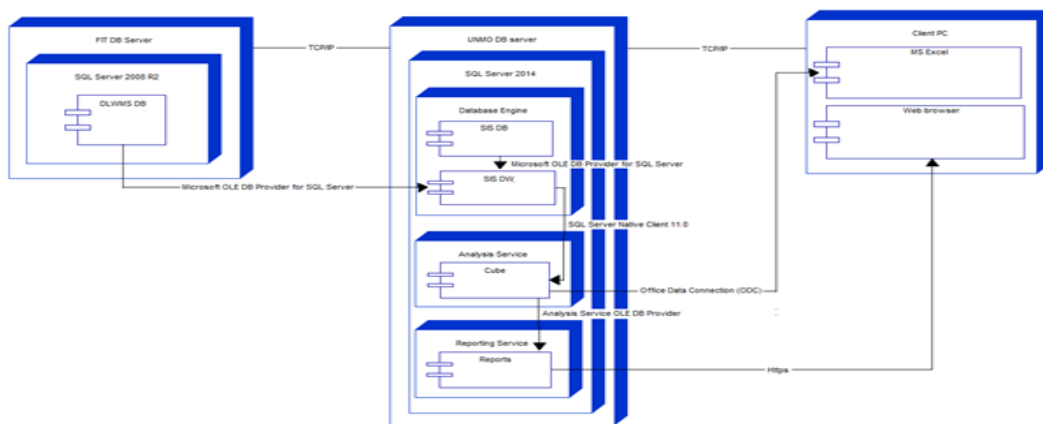 FIT DB Server
TCP/IP
UNMO DB server
TCP/IP
Client PC
MS Excel
SQL Server 2008 R2
SQL Server 2014
DLWMS DB
Database Engine
Web browser
SIS DB
Microsoft OLE DB Provider for SQL Server
SIS DW
Microsoft OLE DB Provider for SQL Server
SQL Server Native Client 11.0
Analysis Service
Cube
Office Data Connection (ODC)
Analysis Service OLE DB Provider
Reporting Service
Reports
Https